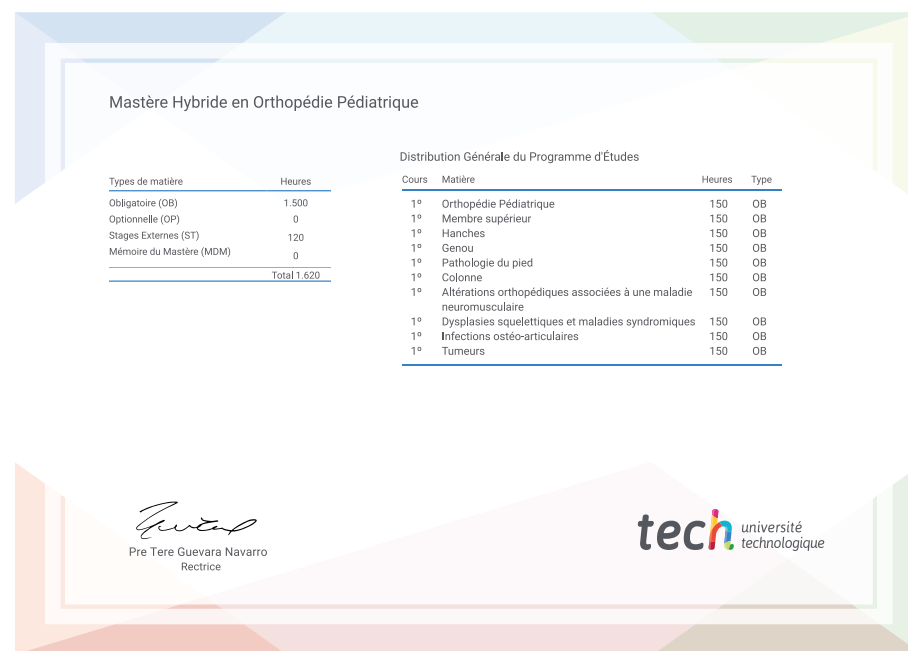 Mastère Hybride en Orthopédie Pédiatrique
Types de matière Heures
Obligatoire (OB) 1.500
Optionnelle (OP) 0
Stages Externes (ST) 120
Mémoire du Mastère (MDM) 0
Total 1.620
Distribution Générale du Programme d'Études
Cours Matière Heures Type
1º Orthopédie Pédiatrique 150 OB
1º Membre supérieur 150 OB
1º Hanches 150 OB
1º Genou 150 OB
1º Pathologie du pied 150 OB
1º Colonne 150 OB
1º Altérations orthopédiques associées à une maladie 150 OB
neuromusculaire
1º Dysplasies squelettiques et maladies syndromiques 150 OB
1º Infections ostéo-articulaires 150 OB
1º Tumeurs 150 OB
Pre Tere Guevara Navarro
Rectrice
tech université
technologique